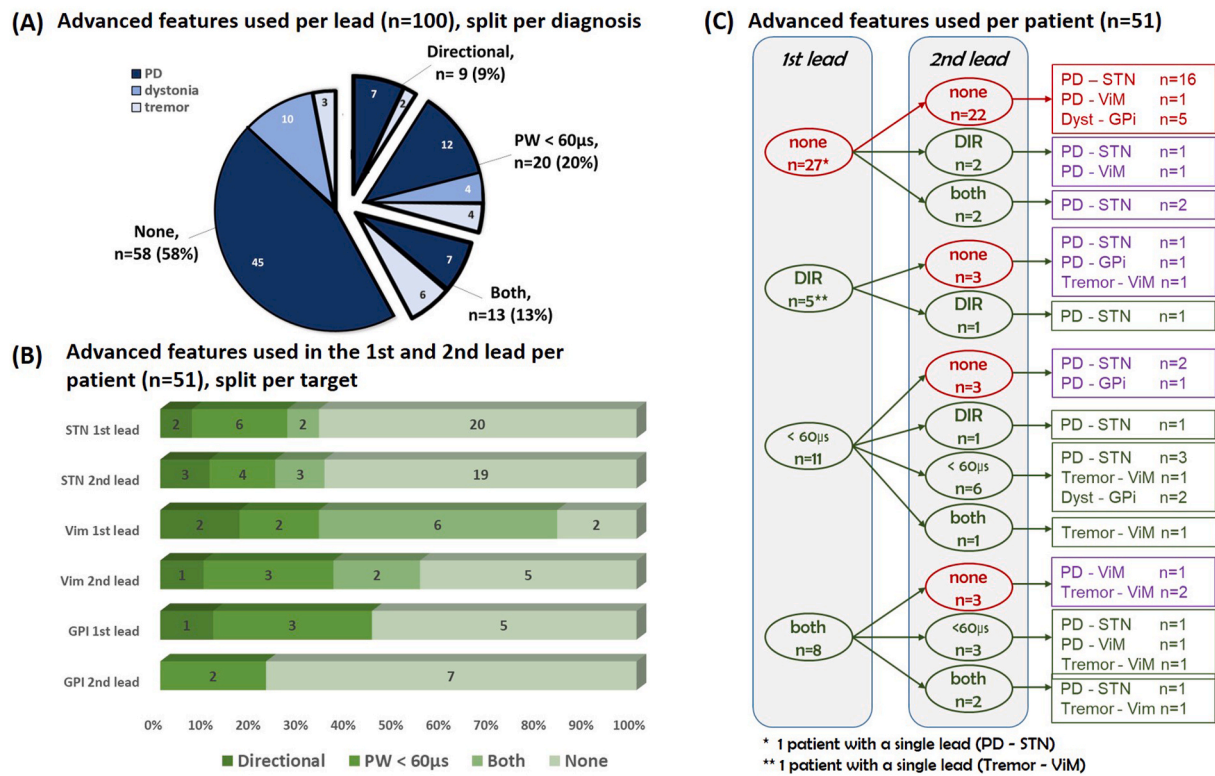 (A) Advanced features used per lead (n=100), split per diagnosis
PD
dystonia
tremor
Directional,
n= 9 (9%)
PW < 60µs,
n=20 (20%)
Both,
n=13 (13%)
None,
n=58 (58%)
7
2
12
4
4
7
6
45
10
3
(B) Advanced features used in the 1st and 2nd lead per
patient (n=51), split per target
STN 1st lead 2 6 2 20
STN 2nd lead 3 4 3 19
Vim 1st lead 2 2 6 2
Vim 2nd lead 1 3 2 5
GPI 1st lead 1 3 5
GPI 2nd lead 2 7
0% 10% 20% 30% 40% 50% 60% 70% 80% 90% 100%
Directional PW < 60µs Both None
(C) Advanced features used per patient (n=51)
1st lead 2nd lead
none
n=27*
none
n=22
PD – STN n=16
PD - ViM n=1
Dyst - GPi n=5
DIR
n=2
PD - STN n=1
PD - ViM n=1
both
n=2
PD - STN n=2
DIR
n=5**
none
n=3
PD - STN n=1
PD - GPi n=1
Tremor - ViM n=1
DIR
n=1
PD - STN n=1
< 60µs
n=11
none
n=3
PD - STN n=2
PD - GPi n=1
DIR
n=1
PD - STN n=1
< 60µs
n=6
PD - STN n=3
Tremor - ViM n=1
Dyst - GPi n=2
both
n=1
Tremor - ViM n=1
both
n=8
none
n=3
PD - ViM n=1
Tremor - ViM n=2
<60µs
n=3
PD - STN n=1
PD - ViM n=1
Tremor - ViM n=1
both
n=2
PD - STN n=1
Tremor - Vim n=1
* 1 patient with a single lead (PD - STN)
** 1 patient with a single lead (Tremor - ViM)